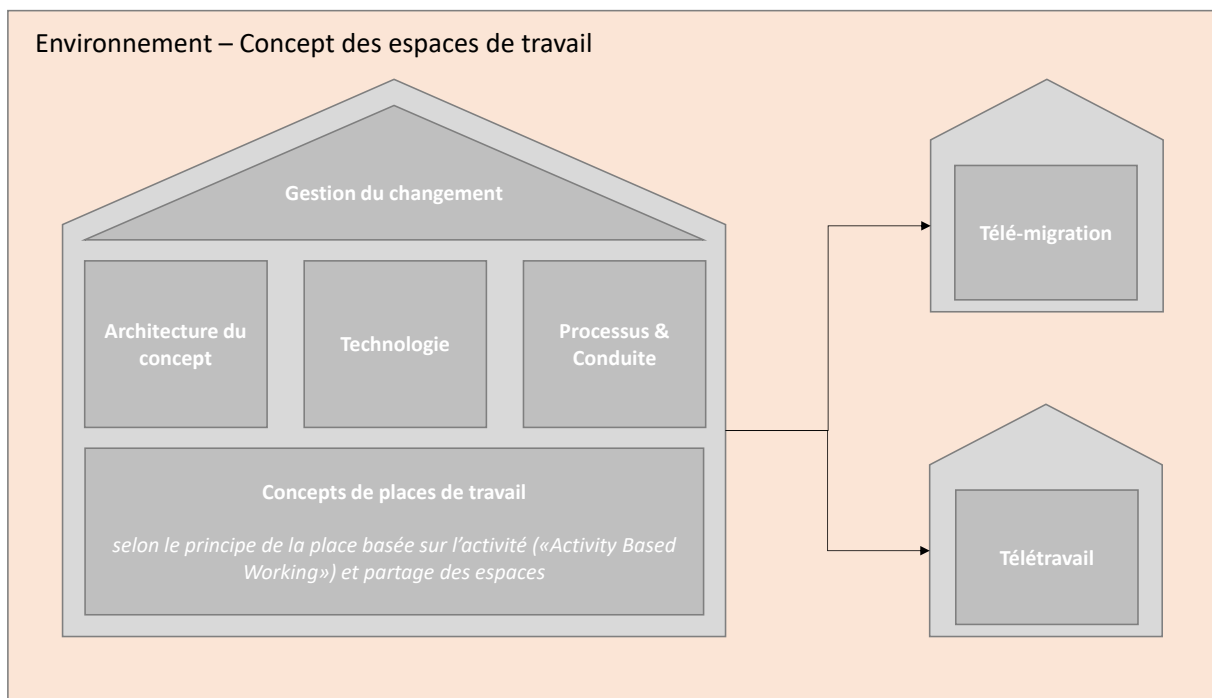 Environnement – Concept des espaces de travail
Gestion du changement
Architecture du
concept
Technologie
Processus &
Conduite
Concepts de places de travail
selon le principe de la place basée sur l’activité («Activity Based
Working») et partage des espaces
Télé-migration
Télétravail